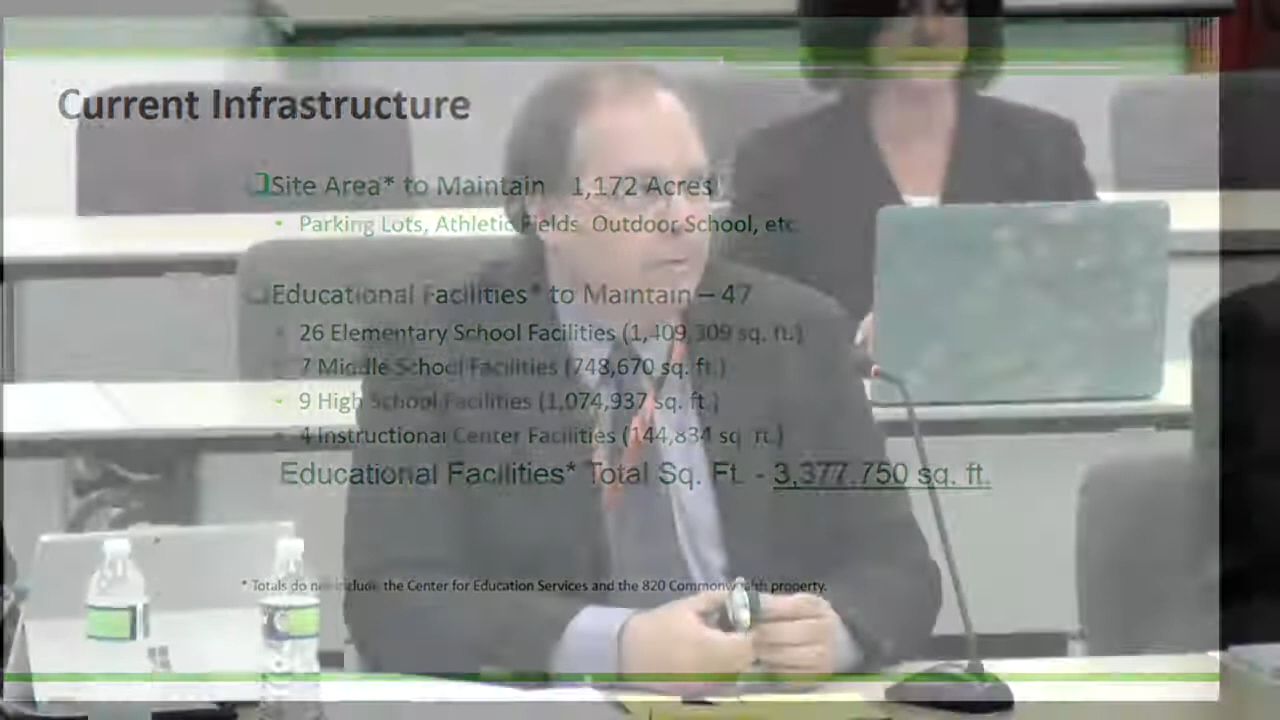 Current Infrastructure
Site Area* to Maintain 1,172 Acres
• Parking Lots, Athletic Fields, Outdoor School, etc.
Educational Facilities* to Maintain – 47
• 26 Elementary School Facilities (1,409,309 sq. ft.)
7 Middle School Facilities (748,670 sq. ft.)
• 9 High School Facilities (1,074,937 sq. ft.)
• 4 Instructional Center Facilities (144,834 sq. ft.)
Educational Facilities* Total Sq. Ft. - 3,377,750 sq. ft.
* Totals do not include the Center for Education Services and the 820 Commonwealth property.